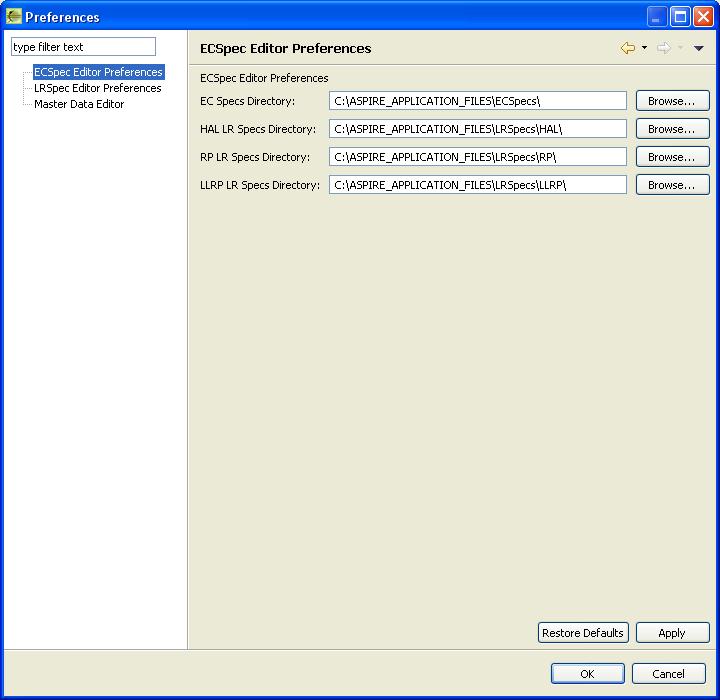 Preferences
type filter text
ECSpec Editor Preferences
LRSpec Editor Preferences
Master Data Editor
ECSpec Editor Preferences
ECSpec Editor Preferences
EC Specs Directory: C:\ASPIRE_APPLICATION_FILES\ECSpecs\ Browse...
HAL LR Specs Directory: C:\ASPIRE_APPLICATION_FILES\LRSpecs\HAL\ Browse...
RP LR Specs Directory: C:\ASPIRE_APPLICATION_FILES\LRSpecs\RP\ Browse...
LLRP LR Specs Directory: C:\ASPIRE_APPLICATION_FILES\LRSpecs\LLRP\ Browse...
Restore Defaults Apply
OK Cancel